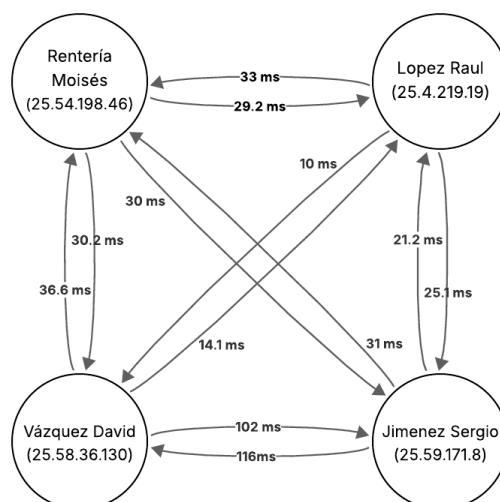 Rentería
Moisés
(25.54.198.46)
Lopez Raul
(25.4.219.19)
33 ms
29.2 ms
10 ms
30 ms
30.2 ms
21.2 ms
36.6 ms
25.1 ms
14.1 ms
31 ms
Vázquez David
(25.58.36.130)
102 ms
116ms
Jimenez Sergio
(25.59.171.8)